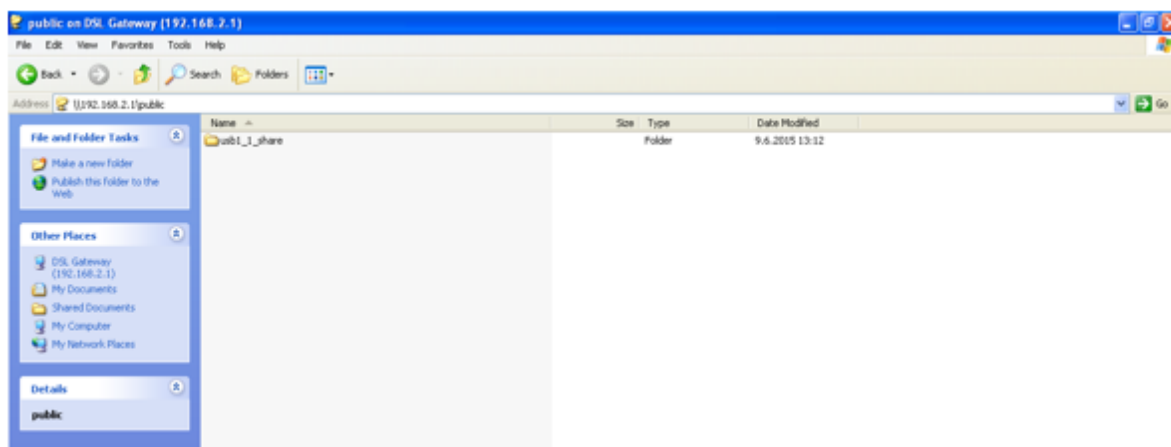 public on DSL Gateway (192.168.2.1)
File Edit View Favorites Tools Help
Back Search Folders
Address \\192.168.2.1\public Go
Name Size Type Date Modified
usb1_1_share Folder 9.6.2015 13:12
File and Folder Tasks
Make a new folder
Publish this folder to the
Web
Other Places
DSL Gateway
(192.168.2.1)
My Documents
Shared Documents
My Computer
My Network Places
Details
public